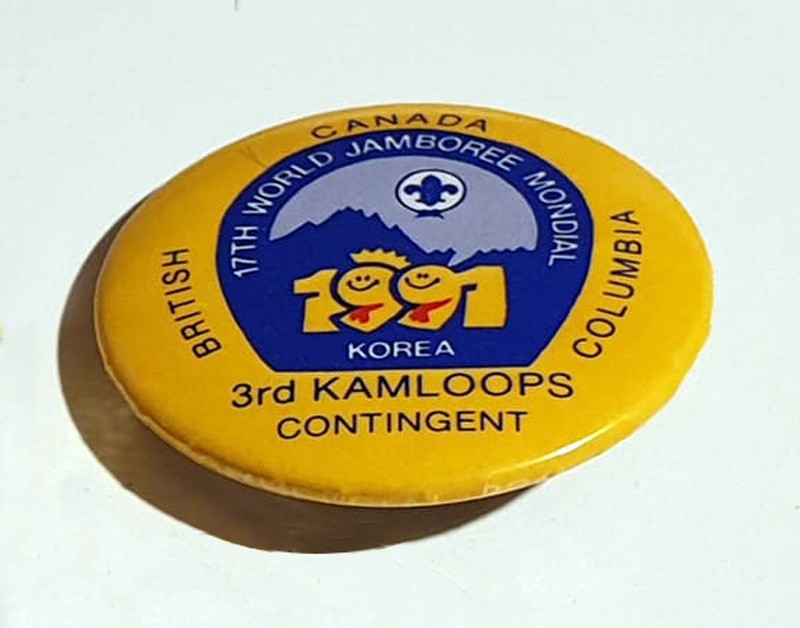 CANADA
17TH WORLD JAMBOREE MONDIAL
1991
KOREA
BRITISH
COLUMBIA
3rd KAMLOOPS
CONTINGENT